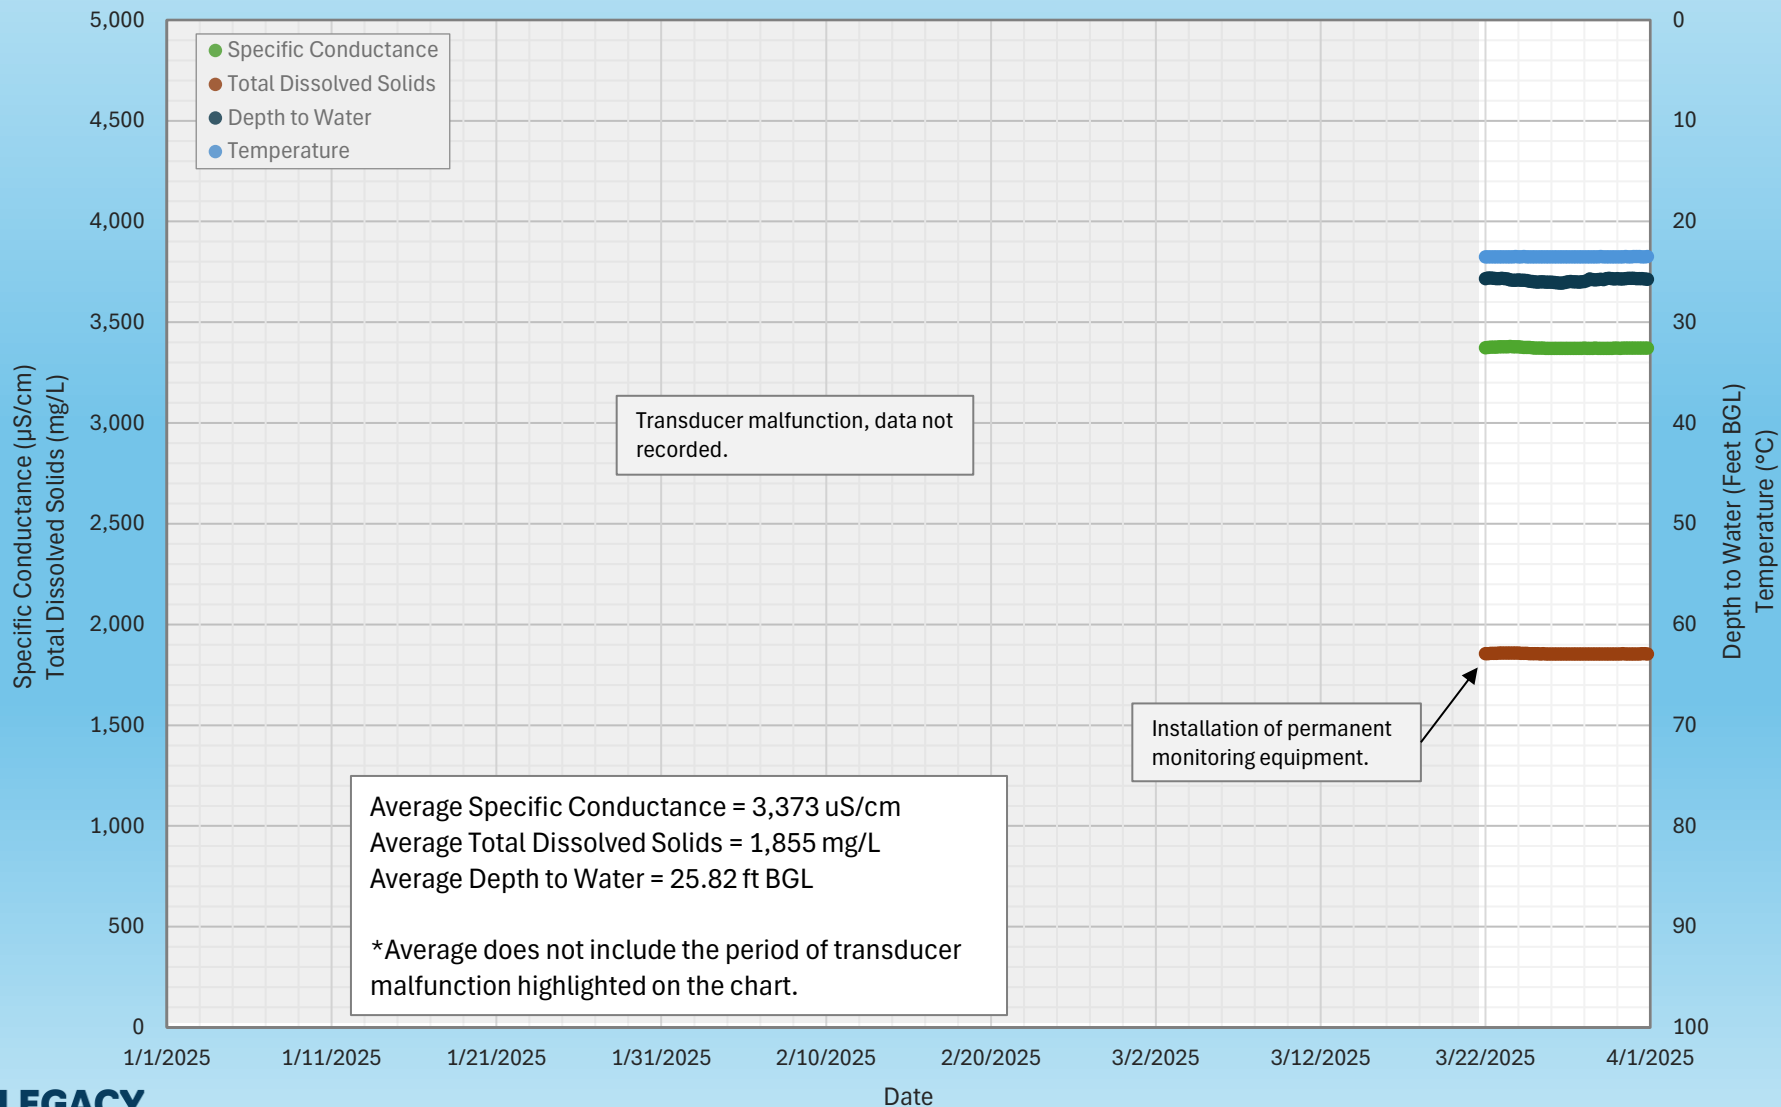 5,000
4,500
4,000
3,500
3,000
2,500
2,000
1,500
1,000
500
0
0
10
20
30
40
50
60
70
80
90
100
Specific Conductance (µS/cm)
Total Dissolved Solids (mg/L)
Depth to Water (Feet BGL)
Temperature (°C)
Specific Conductance
Total Dissolved Solids
Depth to Water
Temperature
Transducer malfunction, data not
recorded.
Installation of permanent
monitoring equipment.
Average Specific Conductance = 3,373 uS/cm
Average Total Dissolved Solids = 1,855 mg/L
Average Depth to Water = 25.82 ft BGL
*Average does not include the period of transducer
malfunction highlighted on the chart.
1/1/2025 1/11/2025 1/21/2025 1/31/2025 2/10/2025 2/20/2025 3/2/2025 3/12/2025 3/22/2025 4/1/2025
Date
LEGACY